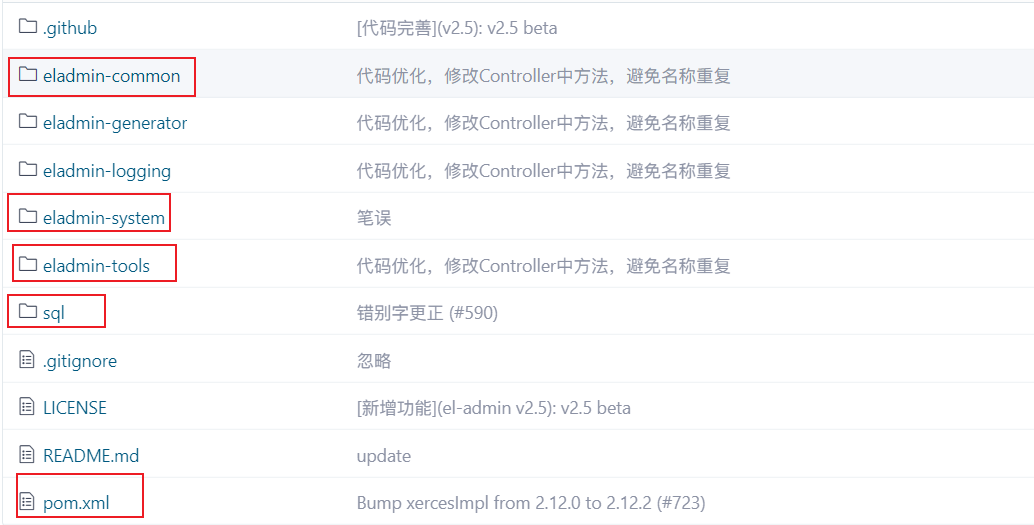 .github [代码完善](v2.5): v2.5 beta
eladmin-common 代码优化，修改Controller中方法，避免名称重复
eladmin-generator 代码优化，修改Controller中方法，避免名称重复
eladmin-logging 代码优化，修改Controller中方法，避免名称重复
eladmin-system 笔误
eladmin-tools 代码优化，修改Controller中方法，避免名称重复
sql 错别字更正 (#590)
.gitignore 忽略
LICENSE [新增功能](el-admin v2.5): v2.5 beta
README.md update
pom.xml Bump xercesImpl from 2.12.0 to 2.12.2 (#723)